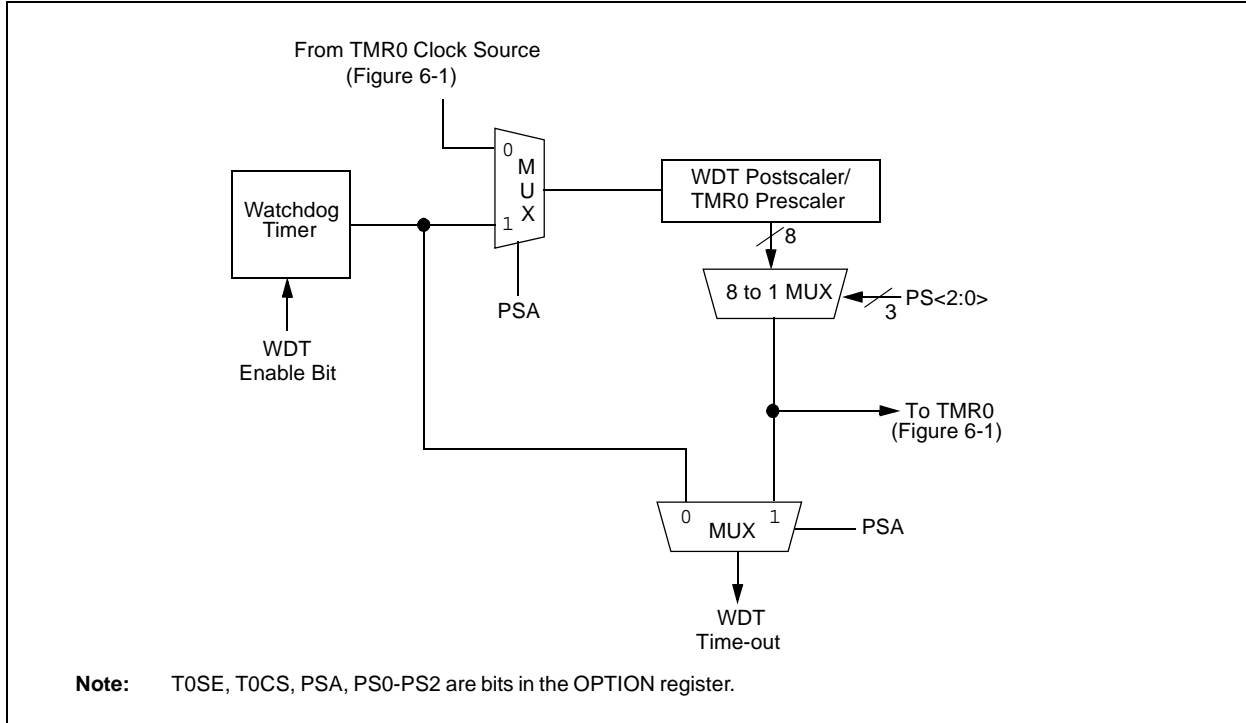 From TMR0 Clock Source
(Figure 6-1)
0
M
U
X
1
PSA
Watchdog
Timer
WDT
Enable Bit
WDT Postscaler/
TMR0 Prescaler
8
8 to 1 MUX
PS<2:0>
3
To TMR0
(Figure 6-1)
0
1
MUX
PSA
WDT
Time-out
Note: T0SE, T0CS, PSA, PS0-PS2 are bits in the OPTION register.